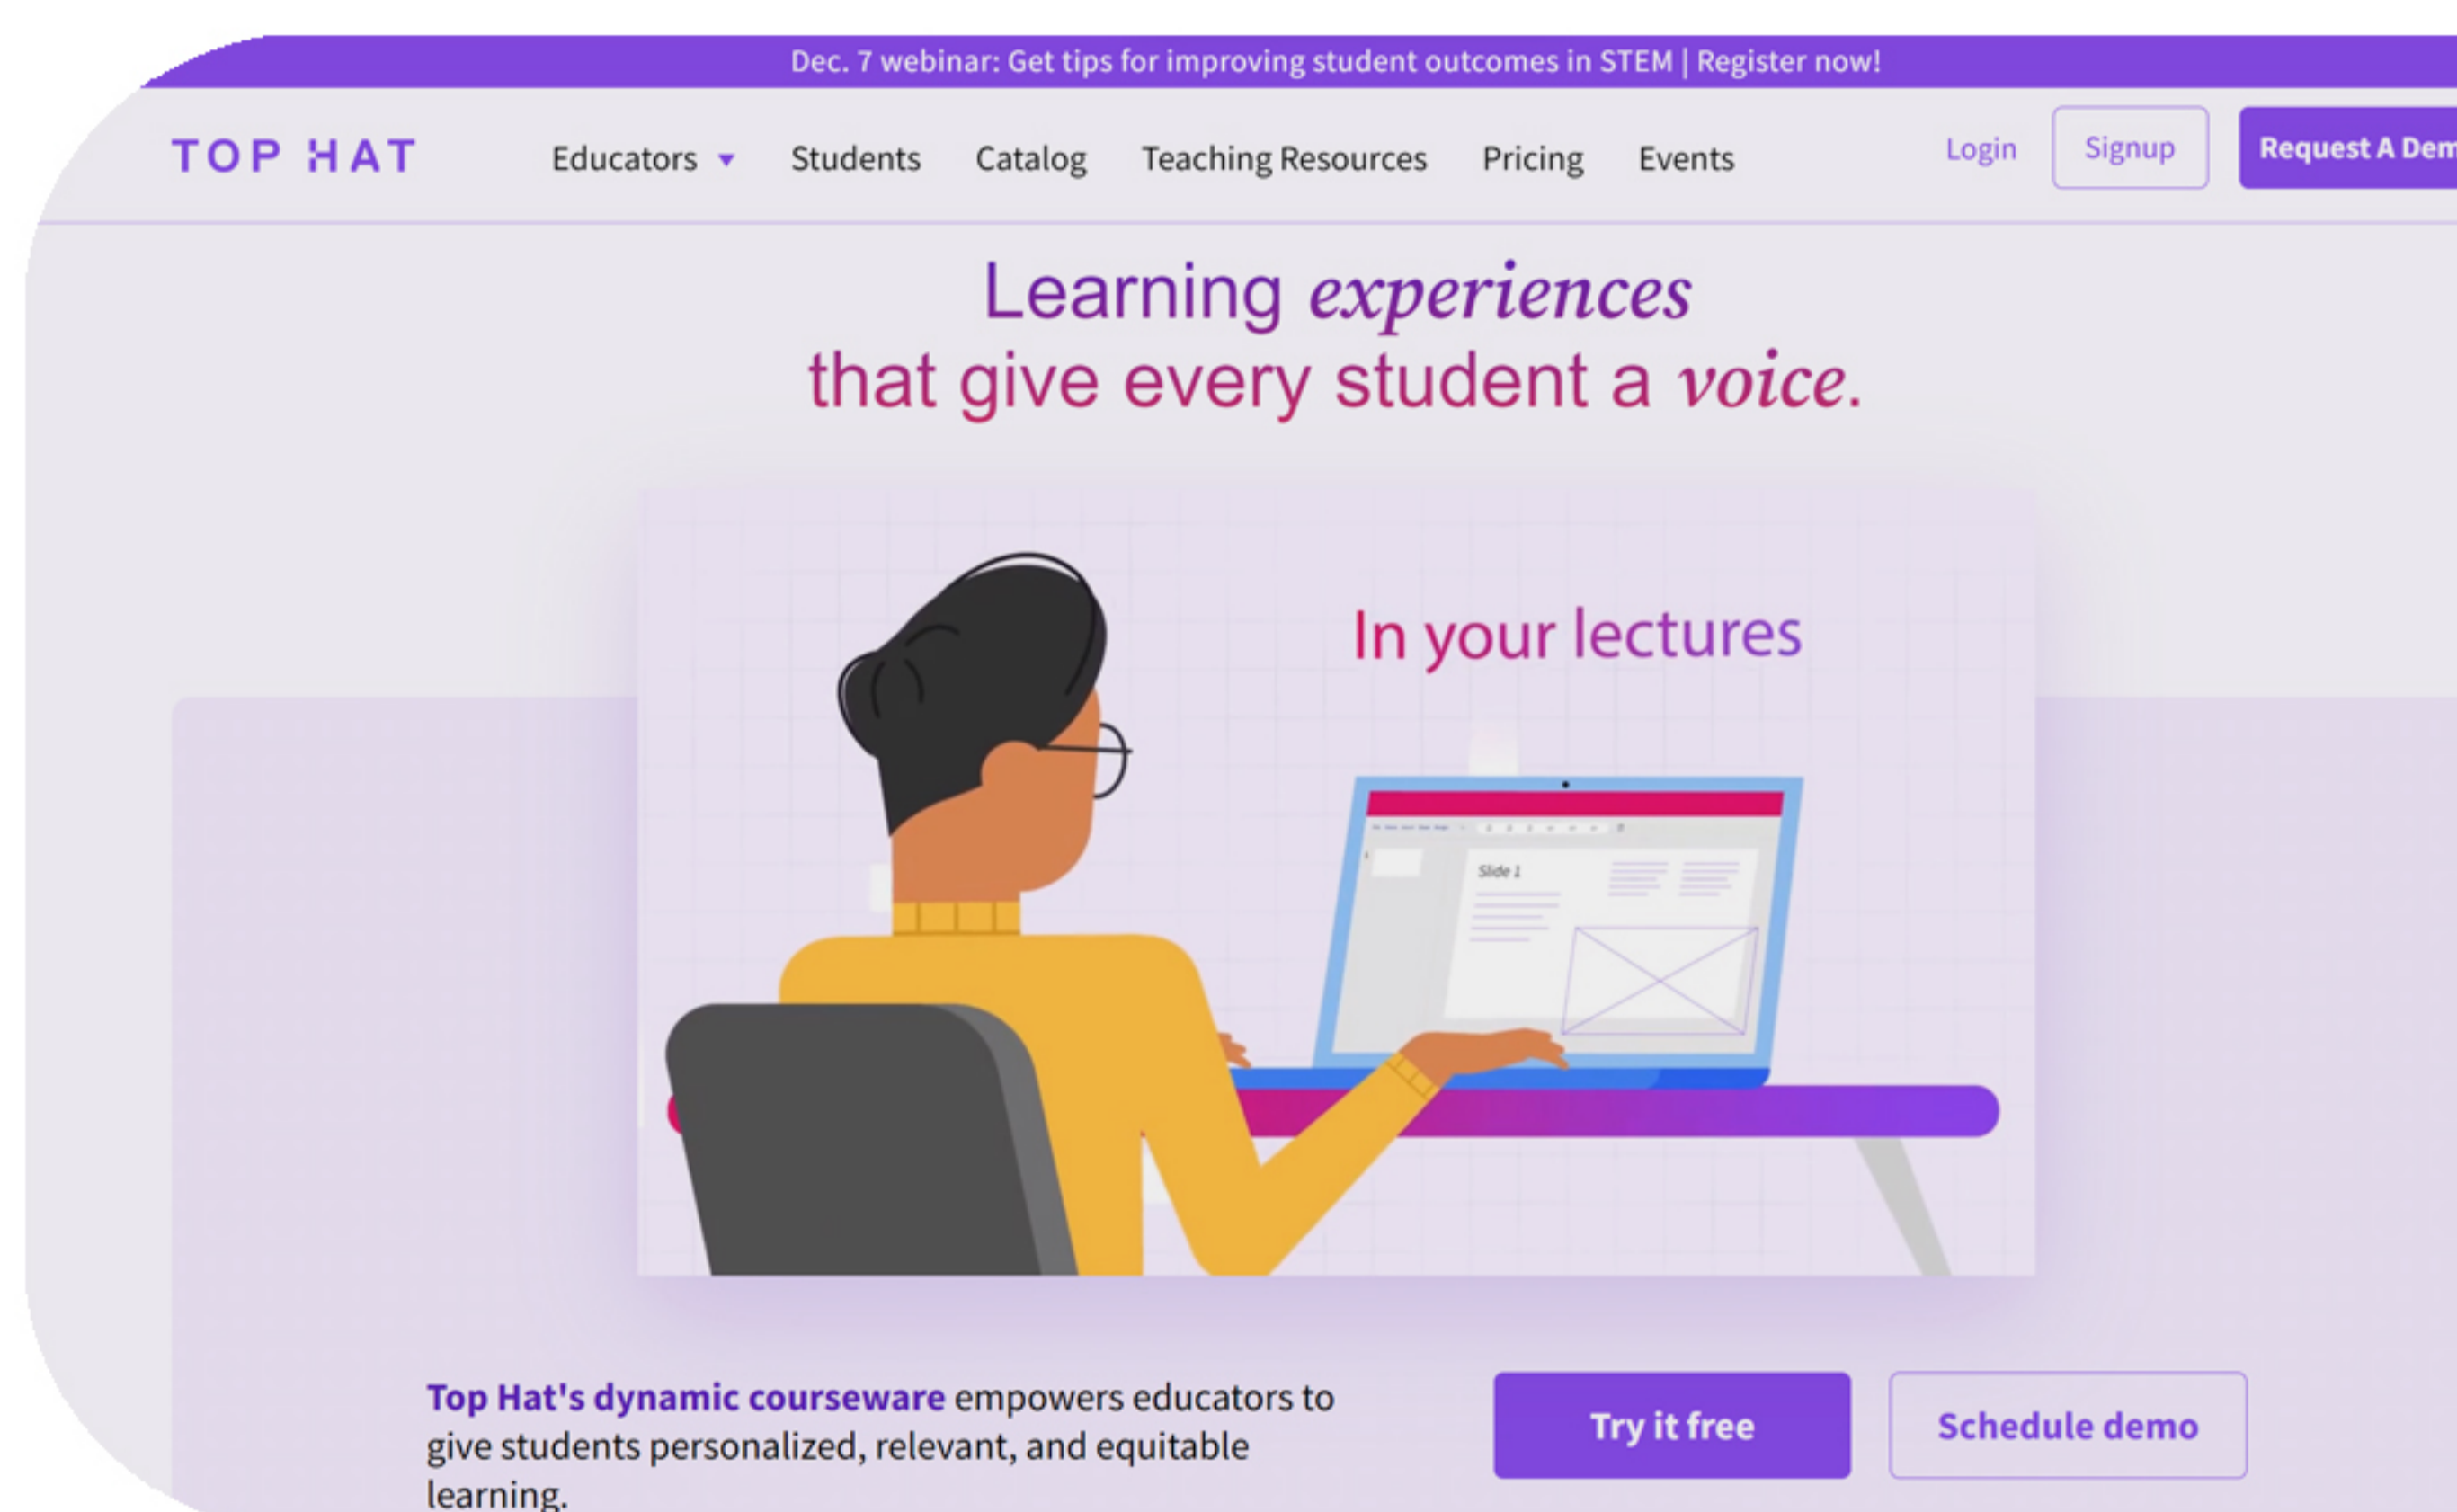 Dec. 7 webinar: Get tips for improving student outcomes in STEM | Register now!
TOP HAT
Educators
Students
Catalog
Teaching Resources
Pricing
Events
Login
Signup
Request A Dem
Learning experiences
that give every student a voice.
In your lectures
Slide 1
Top Hat's dynamic courseware empowers educators to
give students personalized, relevant, and equitable
learning.
Try it free
Schedule demo